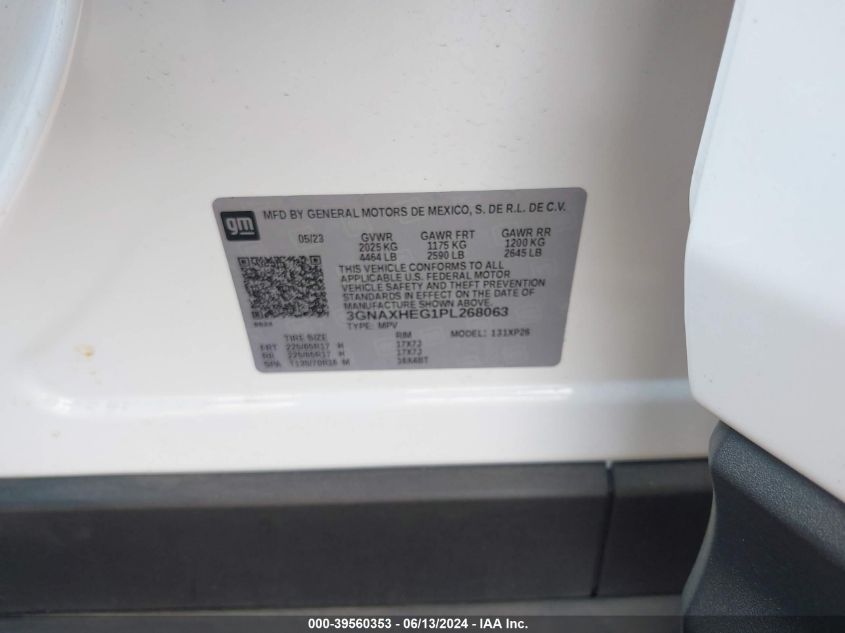 gm
MFD BY GENERAL MOTORS DE MEXICO, S. DE R.L. DE C.V.
05/23 GVWR GAWR FRT GAWR RR
2025 KG 1175 KG 1200 KG
4464 LB 2590 LB 2645 LB
THIS VEHICLE CONFORMS TO ALL
APPLICABLE U.S. FEDERAL MOTOR
VEHICLE SAFETY AND THEFT PREVENTION
STANDARDS IN EFFECT ON THE DATE OF
MANUFACTURE SHOWN ABOVE.
3GNAXHEG1PL268063
TYPE: MPV MODEL: 131XP26
TIRE SIZE RIM
FRT 225/65R17 H 17X7J
RR 225/65R17 H 17X7J
SPA T135/70R16 M 16X4BT
000-39560353 - 06/13/2024 - IAA Inc.